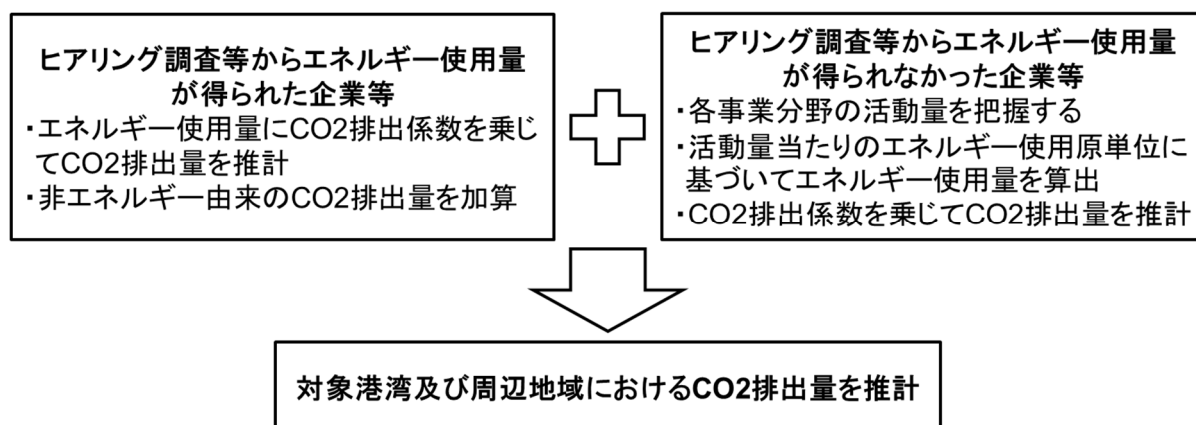 ヒアリング調査等からエネルギー使用量
が得られた企業等
・エネルギー使用量にCO2排出係数を乗じ
てCO2排出量を推計
・非エネルギー由来のCO2排出量を加算
ヒアリング調査等からエネルギー使用量
が得られなかった企業等
・各事業分野の活動量を把握する
・活動量当たりのエネルギー使用原単位に
基づいてエネルギー使用量を算出
・CO2排出係数を乗じてCO2排出量を推計
対象港湾及び周辺地域におけるCO2排出量を推計